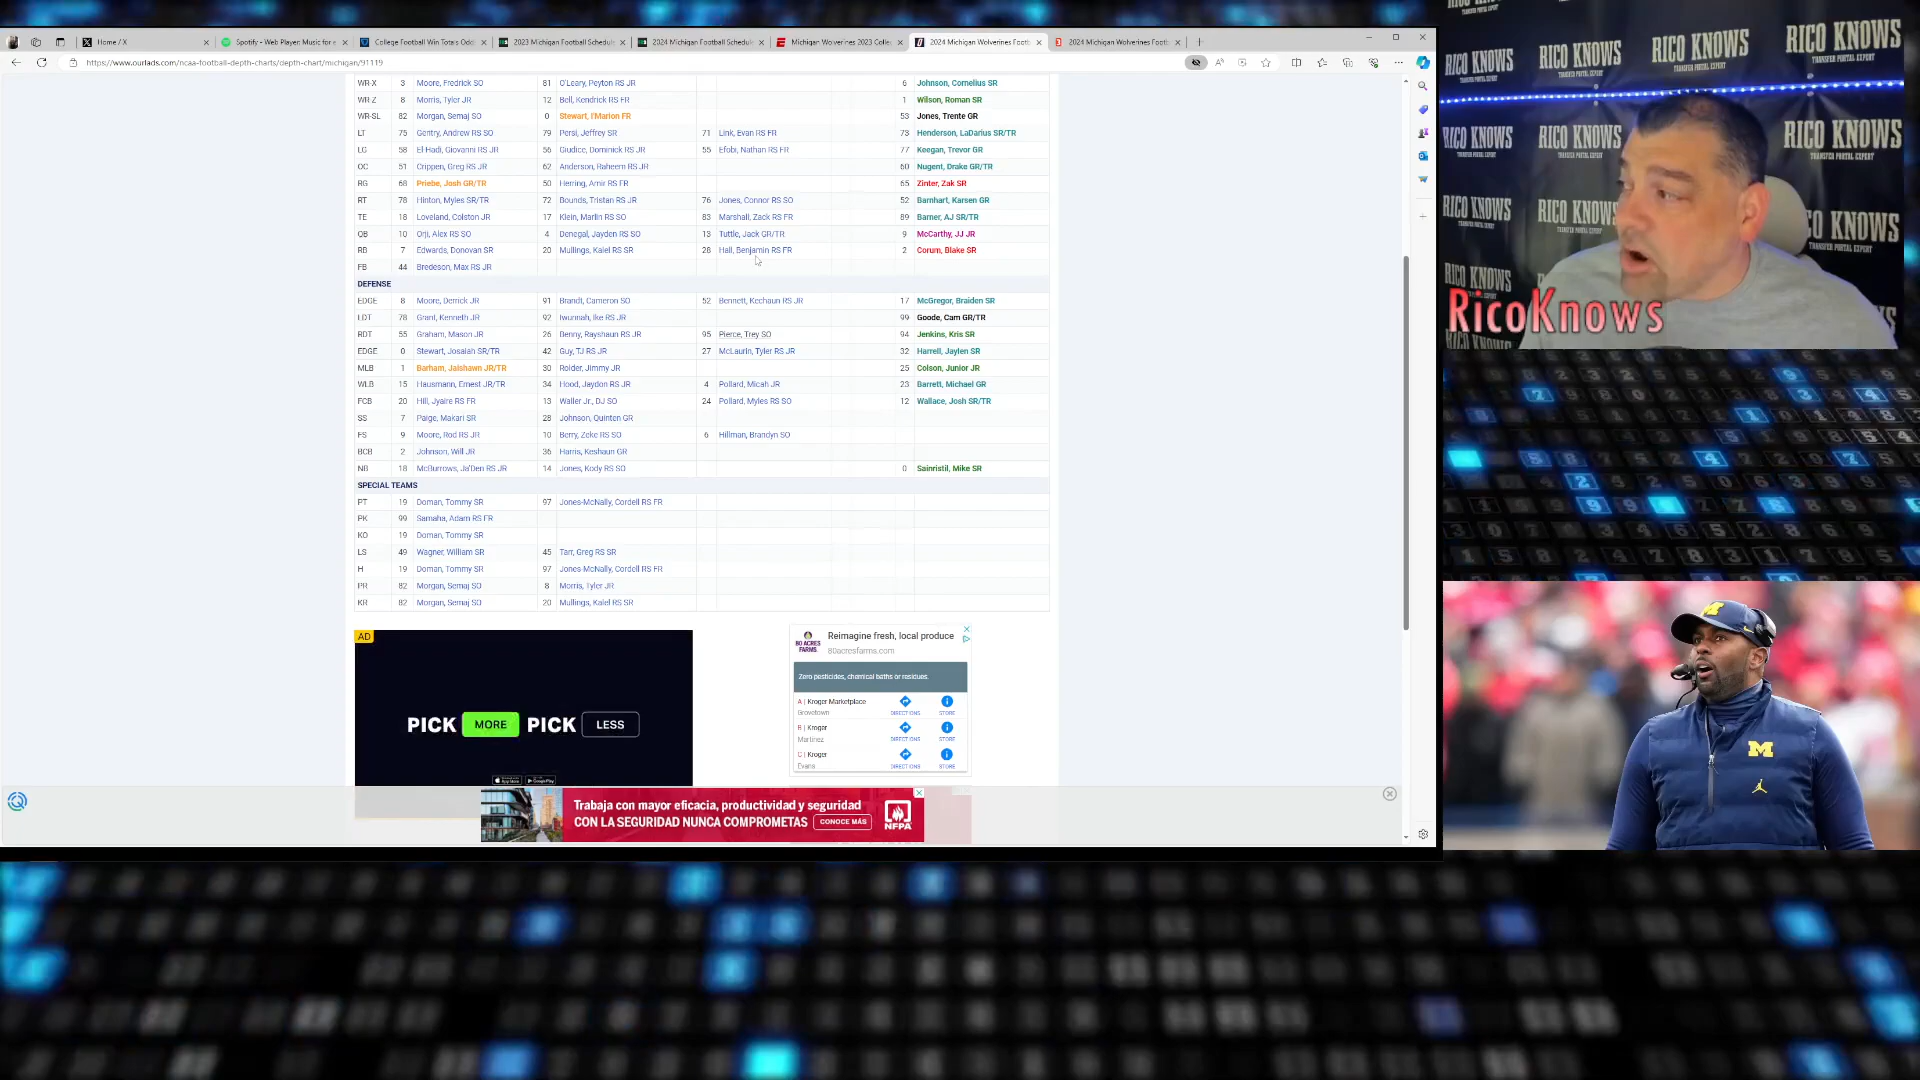 Home / X
Spotify - Web Player: Music for e
College Football Win Totals Odd
2023 Michigan Football Schedule
2024 Michigan Football Schedule
Michigan Wolverines 2023 Colle
2024 Michigan Wolverines Footb
2024 Michigan Wolverines Footb
https://www.ourlads.com/ncaa-football-depth-charts/depth-chart/michigan/91119
WR-X 3 Moore, Fredrick SO 81 O'Leary, Peyton RS JR 6 Johnson, Cornelius SR
WR-Z 8 Morris, Tyler JR 12 Bell, Kendrick RS FR 1 Wilson, Roman SR
WR-SL 82 Morgan, Semaj SO 0 Stewart, I'Marion FR 53 Jones, Trente GR
LT 75 Gentry, Andrew RS SO 79 Persi, Jeffrey SR 71 Link, Evan RS FR 73 Henderson, LaDarius SR/TR
LG 58 El Hadi, Giovanni RS JR 56 Giudice, Dominick RS JR 55 Efobi, Nathan RS FR 77 Keegan, Trevor GR
OC 51 Crippen, Greg RS JR 62 Anderson, Raheem RS JR 60 Nugent, Drake GR/TR
RG 68 Priebe, Josh GR/TR 50 Herring, Amir RS FR 65 Zinter, Zak SR
RT 78 Hinton, Myles SR/TR 72 Bounds, Tristan RS JR 76 Jones, Connor RS SO 52 Barnhart, Karsen GR
TE 18 Loveland, Colston JR 17 Klein, Marlin RS SO 83 Marshall, Zack RS FR 89 Barner, AJ SR/TR
QB 10 Orji, Alex RS SO 4 Denegal, Jayden RS SO 13 Tuttle, Jack GR/TR 9 McCarthy, JJ JR
RB 7 Edwards, Donovan SR 20 Mullings, Kalel RS SR 28 Hall, Benjamin RS FR 2 Corum, Blake SR
FB 44 Bredeson, Max RS JR
DEFENSE
EDGE 8 Moore, Derrick JR 91 Brandt, Cameron SO 52 Bennett, Kechaun RS JR 17 McGregor, Braiden SR
LDT 78 Grant, Kenneth JR 92 Iwunnah, Ike RS JR 99 Goode, Cam GR/TR
RDT 55 Graham, Mason JR 26 Benny, Rayshaun RS JR 95 Pierce, Trey SO 94 Jenkins, Kris SR
EDGE 0 Stewart, Josaiah SR/TR 42 Guy, TJ RS JR 27 McLaurin, Tyler RS JR 32 Harrell, Jaylen SR
MLB 1 Barham, Jaishawn JR/TR 30 Rolder, Jimmy JR 25 Colson, Junior JR
WLB 15 Hausmann, Ernest JR/TR 34 Hood, Jaydon RS JR 4 Pollard, Micah JR 23 Barrett, Michael GR
FCB 20 Hill, Jyaire RS FR 13 Waller Jr., DJ SO 24 Pollard, Myles RS SO 12 Wallace, Josh SR/TR
SS 7 Paige, Makari SR 28 Johnson, Quinten GR
FS 9 Moore, Rod RS JR 10 Berry, Zeke RS SO 6 Hillman, Brandyn SO
BCB 2 Johnson, Will JR 36 Harris, Keshaun GR
NB 18 McBurrows, Ja'Den RS JR 14 Jones, Kody RS SO 0 Sainristil, Mike SR
SPECIAL TEAMS
PT 19 Doman, Tommy SR 97 Jones-McNally, Cordell RS FR
PK 99 Samaha, Adam RS FR
KO 19 Doman, Tommy SR
LS 49 Wagner, William SR 45 Tarr, Greg RS SR
H 19 Doman, Tommy SR 97 Jones-McNally, Cordell RS FR
PR 82 Morgan, Semaj SO 8 Morris, Tyler JR
KR 82 Morgan, Semaj SO 20 Mullings, Kalel RS SR
AD
PICK MORE PICK LESS
80 ACRES FARMS
Reimagine fresh, local produce
80acresfarms.com
Zero pesticides, chemical baths or residues.
A | Kroger Marketplace
Grovetown
DIRECTIONS
STORE
B | Kroger
Martinez
DIRECTIONS
STORE
C | Kroger
Evans
DIRECTIONS
STORE
Trabaja con mayor eficacia, productividad y seguridad
CON LA SEGURIDAD NUNCA COMPROMETAS
CONOCE MÁS
NFPA
RICO KNOWS
TRANSFER PORTAL EXPERT
RicoKnows
M
M